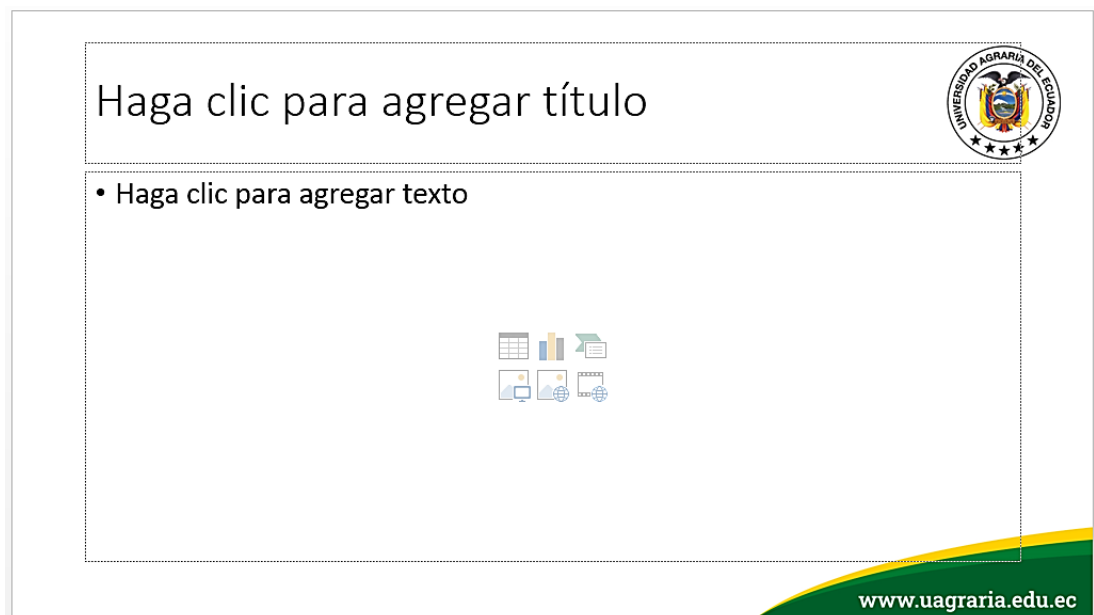 Haga clic para agregar título
UNIVERSIDAD AGRARIA DEL ECUADOR
• Haga clic para agregar texto
www.uagraria.edu.ec